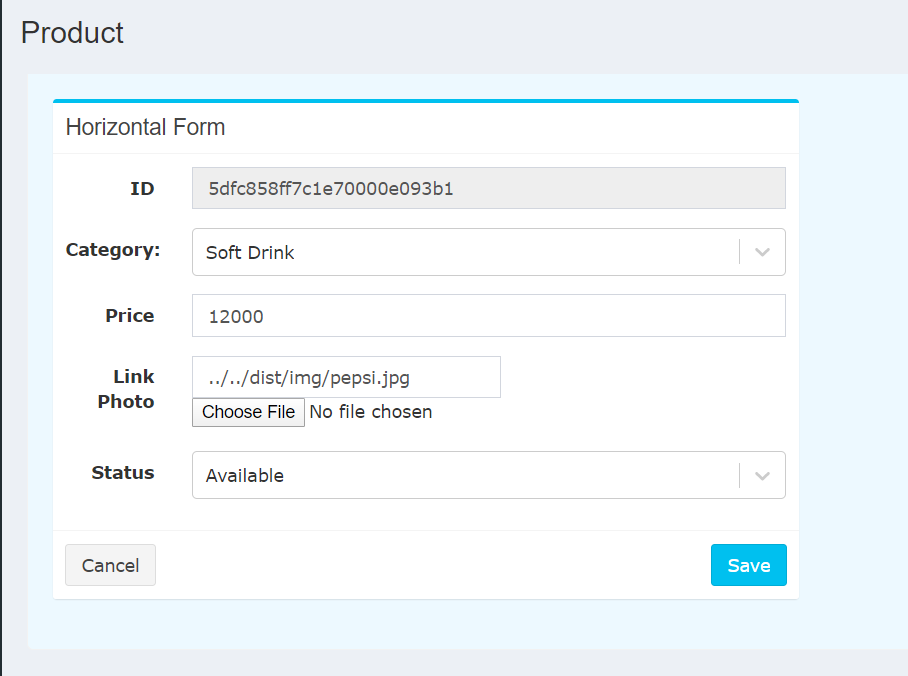 Product
Horizontal Form
ID 5dfc858ff7c1e70000e093b1
Category: Soft Drink
Price 12000
Link Photo ../../dist/img/pepsi.jpg
Choose File No file chosen
Status Available
Cancel Save